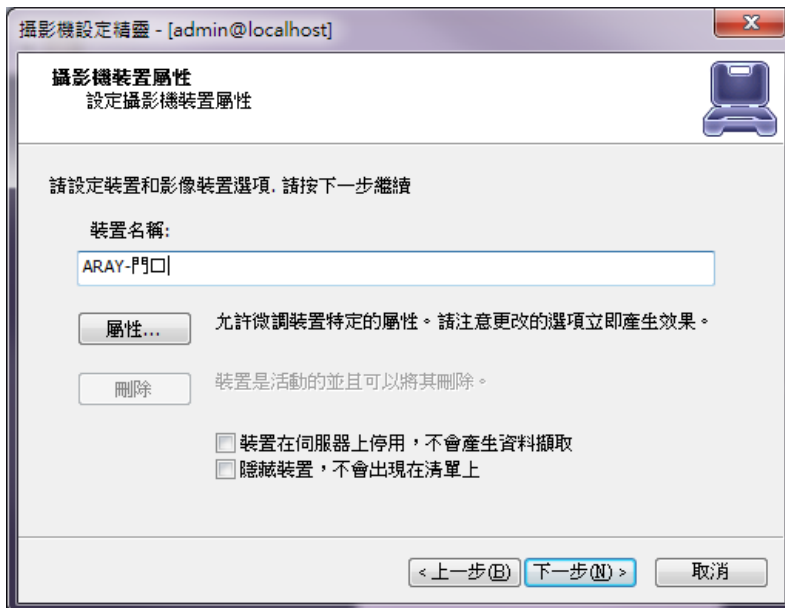 攝影機設定精靈 - [admin@localhost]
攝影機裝置屬性
設定攝影機裝置屬性
請設定裝置和影像裝置選項. 請按下一步繼續
裝置名稱:
ARAY-門口
屬性...
允許微調裝置特定的屬性。請注意更改的選項立即產生效果。
刪除
裝置是活動的並且可以將其刪除。
裝置在伺服器上停用，不會產生資料擷取
隱藏裝置，不會出現在清單上
< 上一步(B)
下一步(N) >
取消